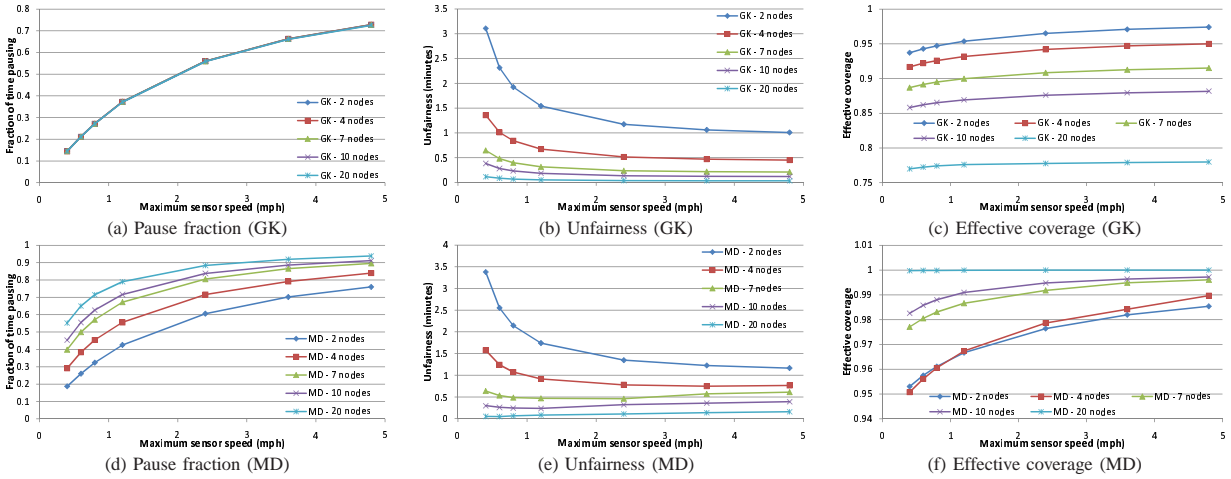 0.8
0.7
0.6
0.5
0.4
0.3
0.2
0.1
0
Fraction of time pausing
GK - 2 nodes
GK - 4 nodes
GK - 7 nodes
GK - 10 nodes
GK - 20 nodes
0 1 2 3 4 5
Maximum sensor speed (mph)
(a) Pause fraction (GK)
3.5
3
2.5
2
1.5
1
0.5
0
Unfairness (minutes)
GK - 2 nodes
GK - 4 nodes
GK - 7 nodes
GK - 10 nodes
GK - 20 nodes
0 1 2 3 4 5
Maximum sensor speed (mph)
(b) Unfairness (GK)
1
0.95
0.9
0.85
0.8
0.75
Effective coverage
GK - 2 nodes GK - 4 nodes GK - 7 nodes
GK - 10 nodes GK - 20 nodes
0 1 2 3 4 5
Maximum sensor speed (mph)
(c) Effective coverage (GK)
1
0.9
0.8
0.7
0.6
0.5
0.4
0.3
0.2
0.1
0
Fraction of time pausing
MD - 2 nodes
MD - 4 nodes
MD - 7 nodes
MD - 10 nodes
MD - 20 nodes
0 1 2 3 4 5
Maximum sensor speed (mph)
(d) Pause fraction (MD)
4
3.5
3
2.5
2
1.5
1
0.5
0
Unfairness (minutes)
MD - 2 nodes
MD - 4 nodes
MD - 7 nodes
MD - 10 nodes
MD - 20 nodes
0 1 2 3 4 5
Maximum sensor speed (mph)
(e) Unfairness (MD)
1.01
1
0.99
0.98
0.97
0.96
0.95
0.94
Effective coverage
MD - 2 nodes MD - 4 nodes MD - 7 nodes
MD - 10 nodes MD - 20 nodes
0 1 2 3 4 5
Maximum sensor speed (mph)
(f) Effective coverage (MD)